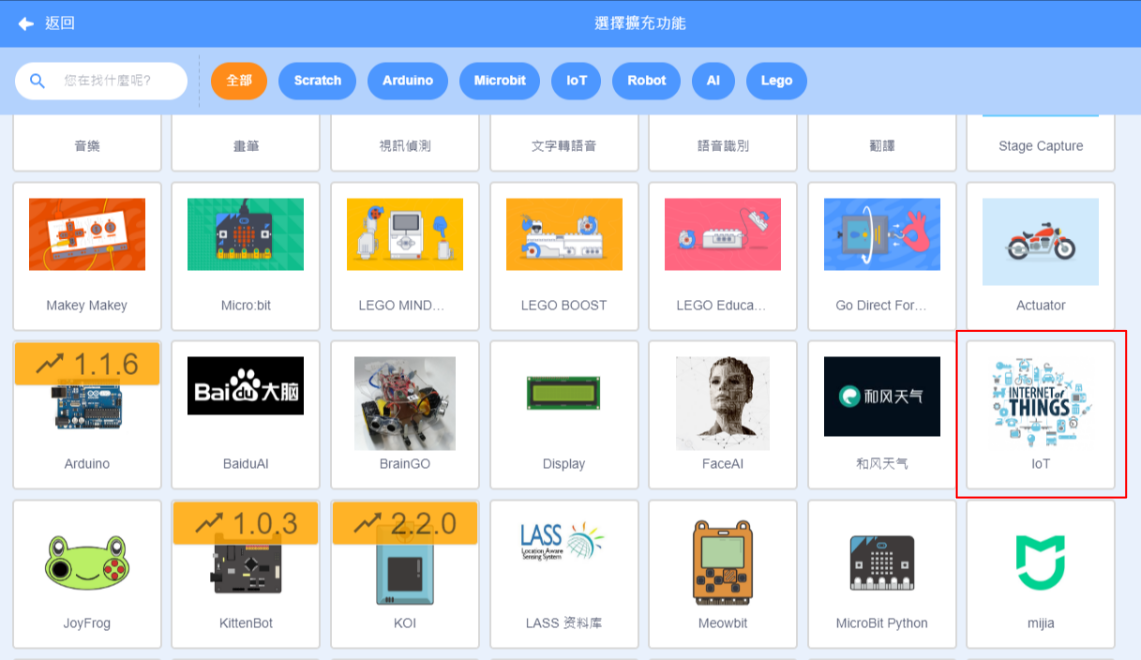 返回
選擇擴充功能
您在找什麼呢?
全部
Scratch
Arduino
Microbit
IoT
Robot
AI
Lego
音樂
畫筆
視訊偵測
文字轉語音
語音識別
翻譯
Stage Capture
Makey Makey
Micro:bit
LEGO MIND...
LEGO BOOST
LEGO Educa...
Go Direct For...
Actuator
1.1.6
Arduino
Bai du 大脑
BaiduAI
BrainGO
Display
FaceAI
和风天气
和风天气
INTERNET of
THINGS
IoT
JoyFrog
1.0.3
KittenBot
2.2.0
KOI
LASS
Location Aware
Sensing System
LASS 资料库
Meowbit
MicroBit Python
mijia